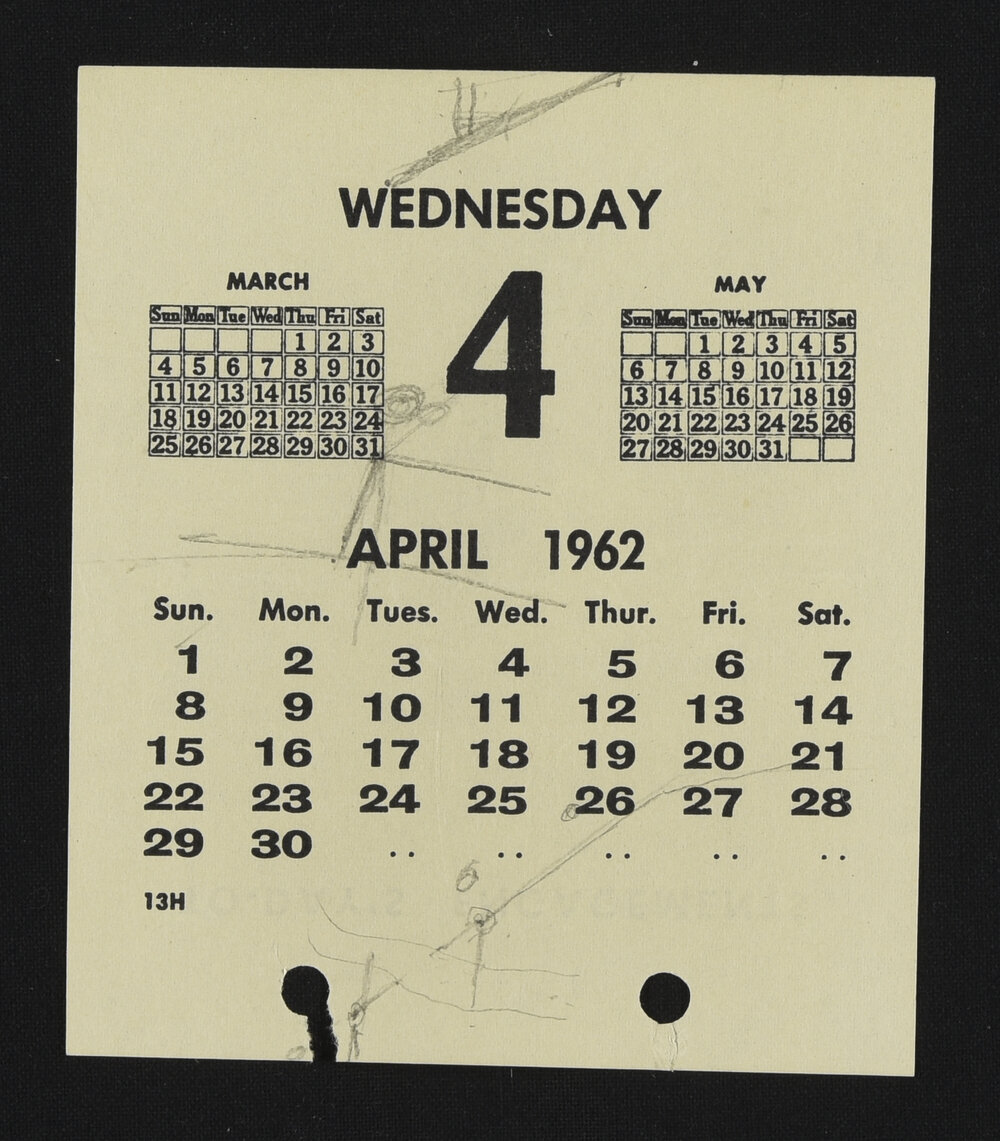 WEDNESDAY
4
MARCH
Sun Mon Tue Wed Thu Fri Sat
1 2 3
4 5 6 7 8 9 10
11 12 13 14 15 16 17
18 19 20 21 22 23 24
25 26 27 28 29 30 31
MAY
Sun Mon Tue Wed Thu Fri Sat
1 2 3 4 5
6 7 8 9 10 11 12
13 14 15 16 17 18 19
20 21 22 23 24 25 26
27 28 29 30 31
APRIL 1962
Sun. Mon. Tues. Wed. Thur. Fri. Sat.
1 2 3 4 5 6 7
8 9 10 11 12 13 14
15 16 17 18 19 20 21
22 23 24 25 26 27 28
29 30 .. .. .. .. ..
13H